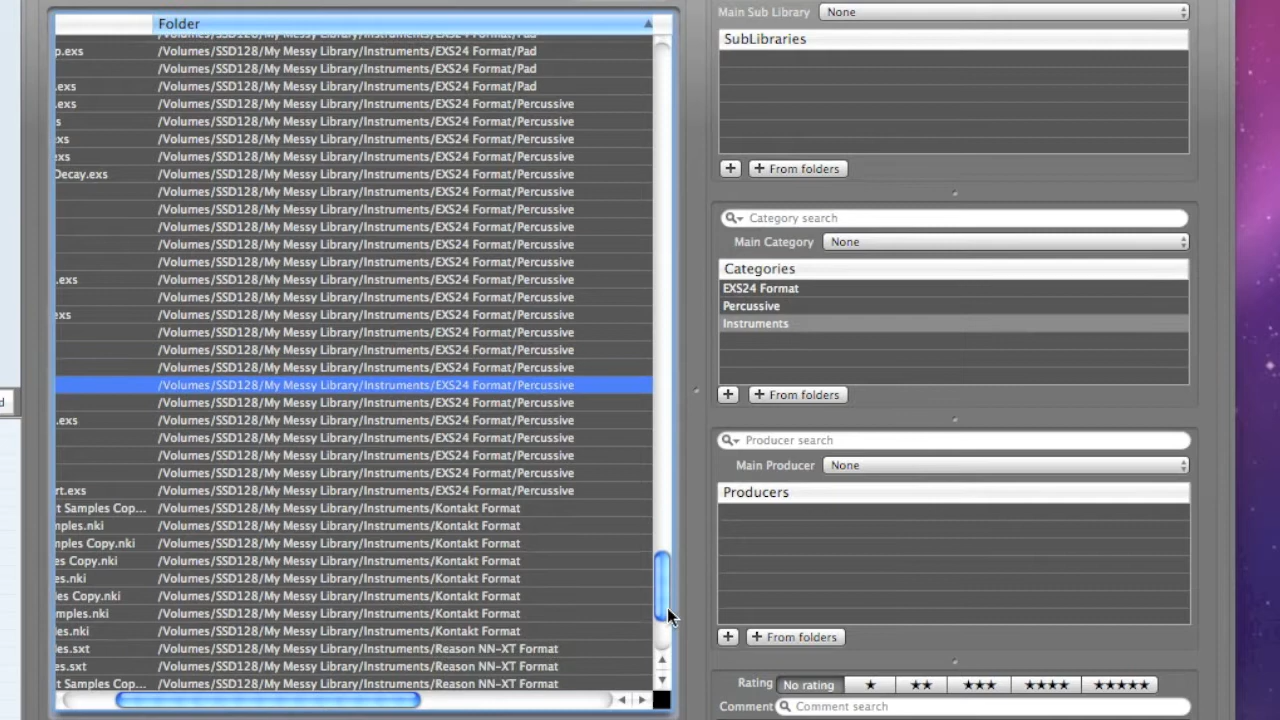 Folder
/Volumes/SSD128/My Messy Library/Instruments/EXS24 Format/Pad
p.exs /Volumes/SSD128/My Messy Library/Instruments/EXS24 Format/Pad
/Volumes/SSD128/My Messy Library/Instruments/EXS24 Format/Pad
.exs /Volumes/SSD128/My Messy Library/Instruments/EXS24 Format/Pad
.exs /Volumes/SSD128/My Messy Library/Instruments/EXS24 Format/Percussive
s /Volumes/SSD128/My Messy Library/Instruments/EXS24 Format/Percussive
xs /Volumes/SSD128/My Messy Library/Instruments/EXS24 Format/Percussive
exs /Volumes/SSD128/My Messy Library/Instruments/EXS24 Format/Percussive
Decay.exs /Volumes/SSD128/My Messy Library/Instruments/EXS24 Format/Percussive
/Volumes/SSD128/My Messy Library/Instruments/EXS24 Format/Percussive
/Volumes/SSD128/My Messy Library/Instruments/EXS24 Format/Percussive
/Volumes/SSD128/My Messy Library/Instruments/EXS24 Format/Percussive
/Volumes/SSD128/My Messy Library/Instruments/EXS24 Format/Percussive
/Volumes/SSD128/My Messy Library/Instruments/EXS24 Format/Percussive
.exs /Volumes/SSD128/My Messy Library/Instruments/EXS24 Format/Percussive
/Volumes/SSD128/My Messy Library/Instruments/EXS24 Format/Percussive
exs /Volumes/SSD128/My Messy Library/Instruments/EXS24 Format/Percussive
/Volumes/SSD128/My Messy Library/Instruments/EXS24 Format/Percussive
/Volumes/SSD128/My Messy Library/Instruments/EXS24 Format/Percussive
/Volumes/SSD128/My Messy Library/Instruments/EXS24 Format/Percussive
/Volumes/SSD128/My Messy Library/Instruments/EXS24 Format/Percussive
/Volumes/SSD128/My Messy Library/Instruments/EXS24 Format/Percussive
.exs /Volumes/SSD128/My Messy Library/Instruments/EXS24 Format/Percussive
/Volumes/SSD128/My Messy Library/Instruments/EXS24 Format/Percussive
/Volumes/SSD128/My Messy Library/Instruments/EXS24 Format/Percussive
/Volumes/SSD128/My Messy Library/Instruments/EXS24 Format/Percussive
rt.exs /Volumes/SSD128/My Messy Library/Instruments/EXS24 Format/Percussive
t Samples Cop... /Volumes/SSD128/My Messy Library/Instruments/Kontakt Format
mples.nki /Volumes/SSD128/My Messy Library/Instruments/Kontakt Format
mples Copy.nki /Volumes/SSD128/My Messy Library/Instruments/Kontakt Format
es Copy.nki /Volumes/SSD128/My Messy Library/Instruments/Kontakt Format
es.nki /Volumes/SSD128/My Messy Library/Instruments/Kontakt Format
les Copy.nki /Volumes/SSD128/My Messy Library/Instruments/Kontakt Format
mples.nki /Volumes/SSD128/My Messy Library/Instruments/Kontakt Format
les.nki /Volumes/SSD128/My Messy Library/Instruments/Kontakt Format
les.sxt /Volumes/SSD128/My Messy Library/Instruments/Reason NN-XT Format
es.sxt /Volumes/SSD128/My Messy Library/Instruments/Reason NN-XT Format
t Samples Cop... /Volumes/SSD128/My Messy Library/Instruments/Reason NN-XT Format
d
Main Sub Library None
SubLibraries
+ + From folders
Category search
Main Category None
Categories
EXS24 Format
Percussive
Instruments
+ + From folders
Producer search
Main Producer None
Producers
+ + From folders
Rating No rating ★ ★★ ★★★ ★★★★ ★★★★★
Comment Comment search